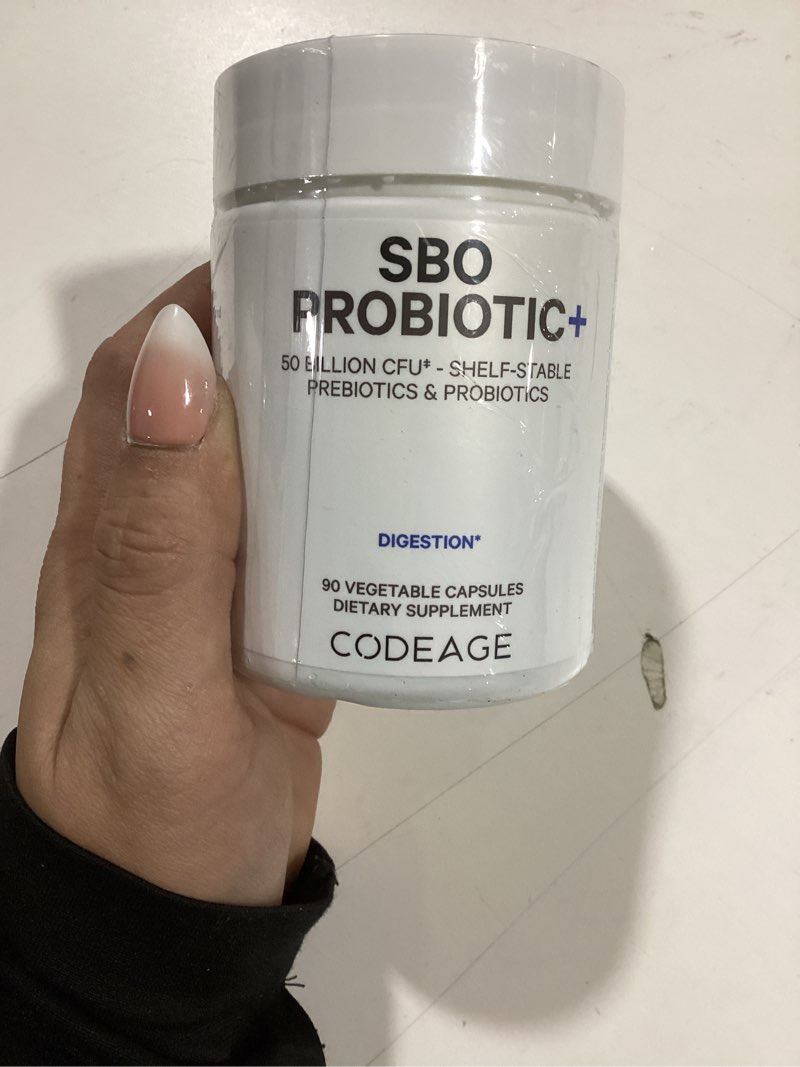 SBO
PROBIOTIC+
50 BILLION CFU‡ - SHELF-STABLE
PREBIOTICS & PROBIOTICS
DIGESTION*
90 VEGETABLE CAPSULES
DIETARY SUPPLEMENT
CODEAGE